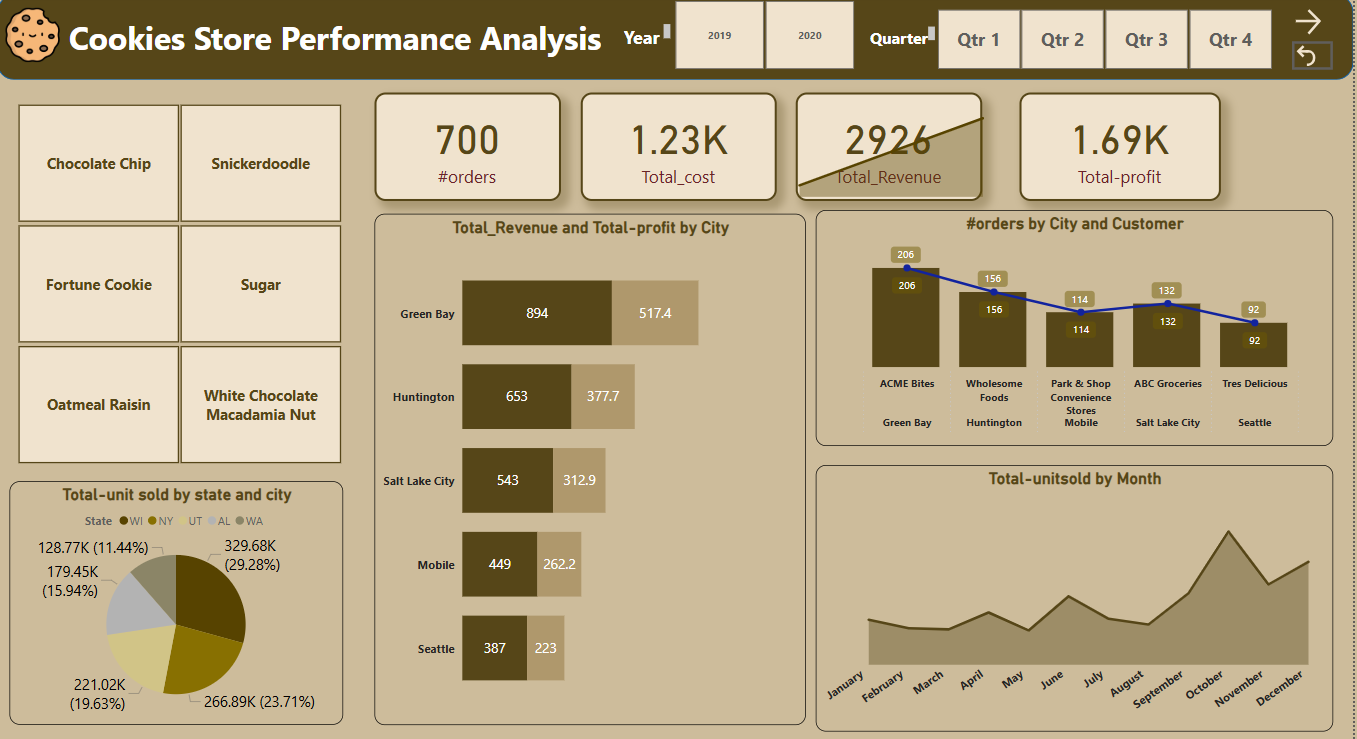 Cookies Store Performance Analysis
Year
2019
2020
Quarter
Qtr 1
Qtr 2
Qtr 3
Qtr 4
Chocolate Chip
Snickerdoodle
Fortune Cookie
Sugar
Oatmeal Raisin
White Chocolate
Macadamia Nut
700
#orders
1.23K
Total_cost
2926
Total_Revenue
1.69K
Total-profit
Total-unit sold by state and city
State WI NY UT AL WA
128.77K (11.44%)
329.68K
(29.28%)
179.45K
(15.94%)
221.02K
(19.63%)
266.89K (23.71%)
Total_Revenue and Total-profit by City
Green Bay 894 517.4
Huntington 653 377.7
Salt Lake City 543 312.9
Mobile 449 262.2
Seattle 387 223
#orders by City and Customer
206
206
156
156
114
114
132
132
92
92
ACME Bites
Wholesome
Foods
Park & Shop
Convenience
Stores
ABC Groceries
Tres Delicious
Green Bay
Huntington
Mobile
Salt Lake City
Seattle
Total-unitsold by Month
January
February
March
April
May
June
July
August
September
October
November
December